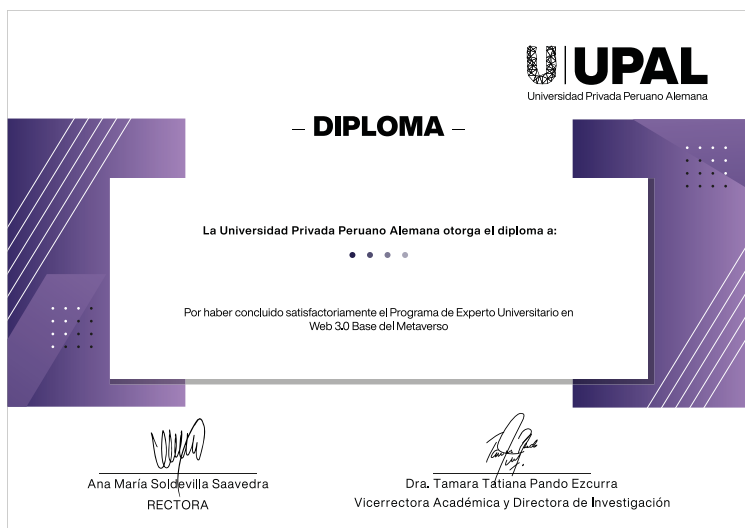 UPAL
Universidad Privada Peruano Alemana
– DIPLOMA –
La Universidad Privada Peruano Alemana otorga el diploma a:
Por haber concluido satisfactoriamente el Programa de Experto Universitario en
Web 3.0 Base del Metaverso
Ana María Soldevilla Saavedra
RECTORA
Dra. Tamara Tatiana Pando Ezcurra
Vicerrectora Académica y Directora de Investigación